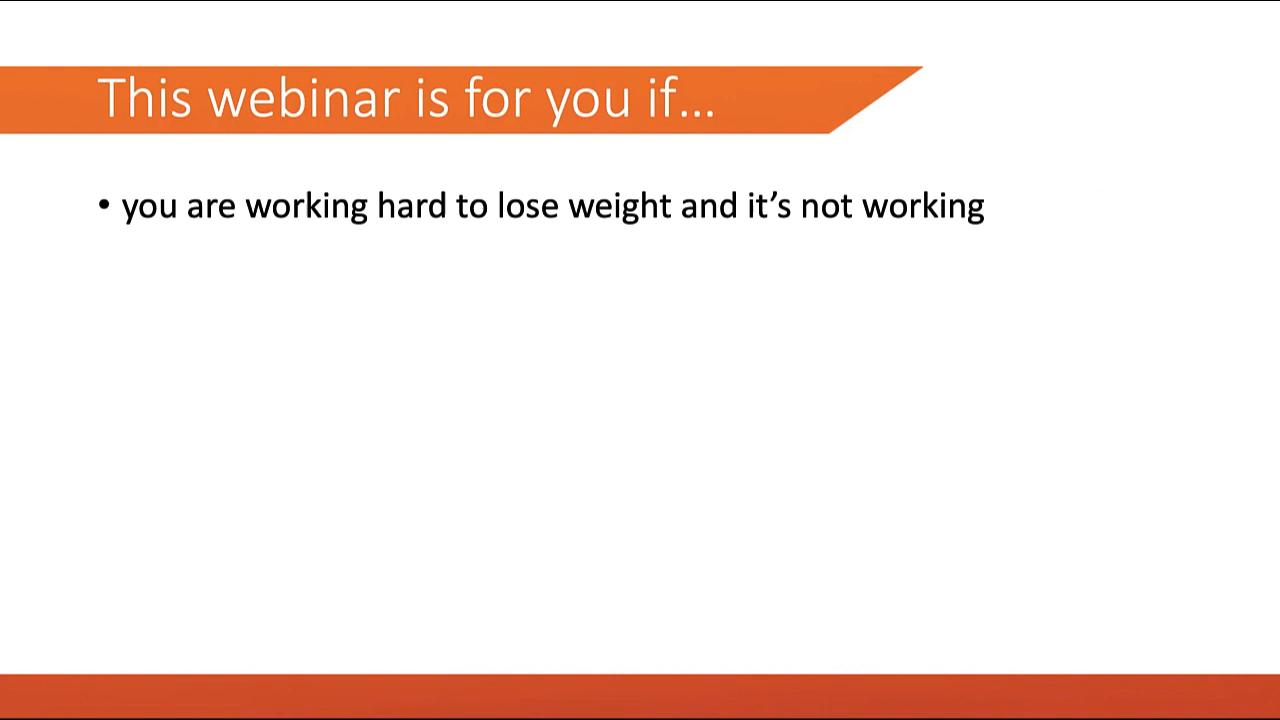 This webinar is for you if...
• you are working hard to lose weight and it’s not working